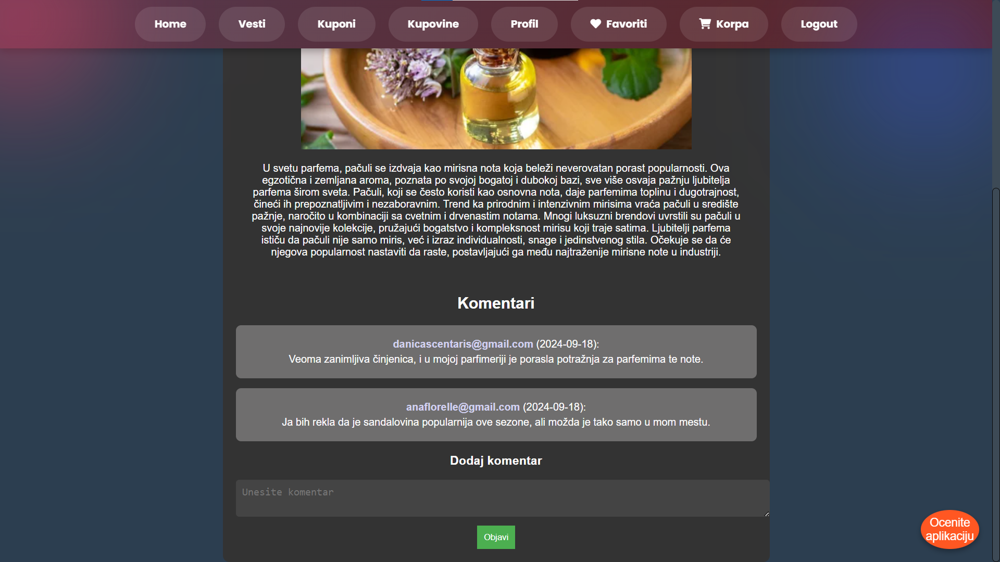 Home Vesti Kuponi Kupovine Profil Favoriti Korpa Logout
U svetu parfema, pačuli se izdvaja kao mirisna nota koja beleži neverovatan porast popularnosti. Ova
egzotična i zemljana aroma, poznata po svojoj bogatoj i dubokoj bazi, sve više osvaja pažnju ljubitelja
parfema širom sveta. Pačuli, koji se često koristi kao osnovna nota, daje parfemima toplinu i dugotrajnost,
čineći ih prepoznatljivim i nezaboravnim. Trend ka prirodnim i intenzivnim mirisima vraća pačuli u središte
pažnje, naročito u kombinaciji sa cvetnim i drvenastim notama. Mnogi luksuzni brendovi uvrstili su pačuli u
svoje najnovije kolekcije, pružajući bogatstvo i kompleksnost mirisu koji traje satima. Ljubitelji parfema
ističu da pačuli nije samo miris, već i izraz individualnosti, snage i jedinstvenog stila. Očekuje se da će
njegova popularnost nastaviti da raste, postavljajući ga među najtraženije mirisne note u industriji.
Komentari
danicascentaris@gmail.com (2024-09-18):
Veoma zanimljiva činjenica, i u mojoj parfimeriji je porasla potražnja za parfemima te note.
anaflorelle@gmail.com (2024-09-18):
Ja bih rekla da je sandalovina popularnija ove sezone, ali možda je tako samo u mom mestu.
Dodaj komentar
Unesite komentar
Objavi
Ocenite
aplikaciju